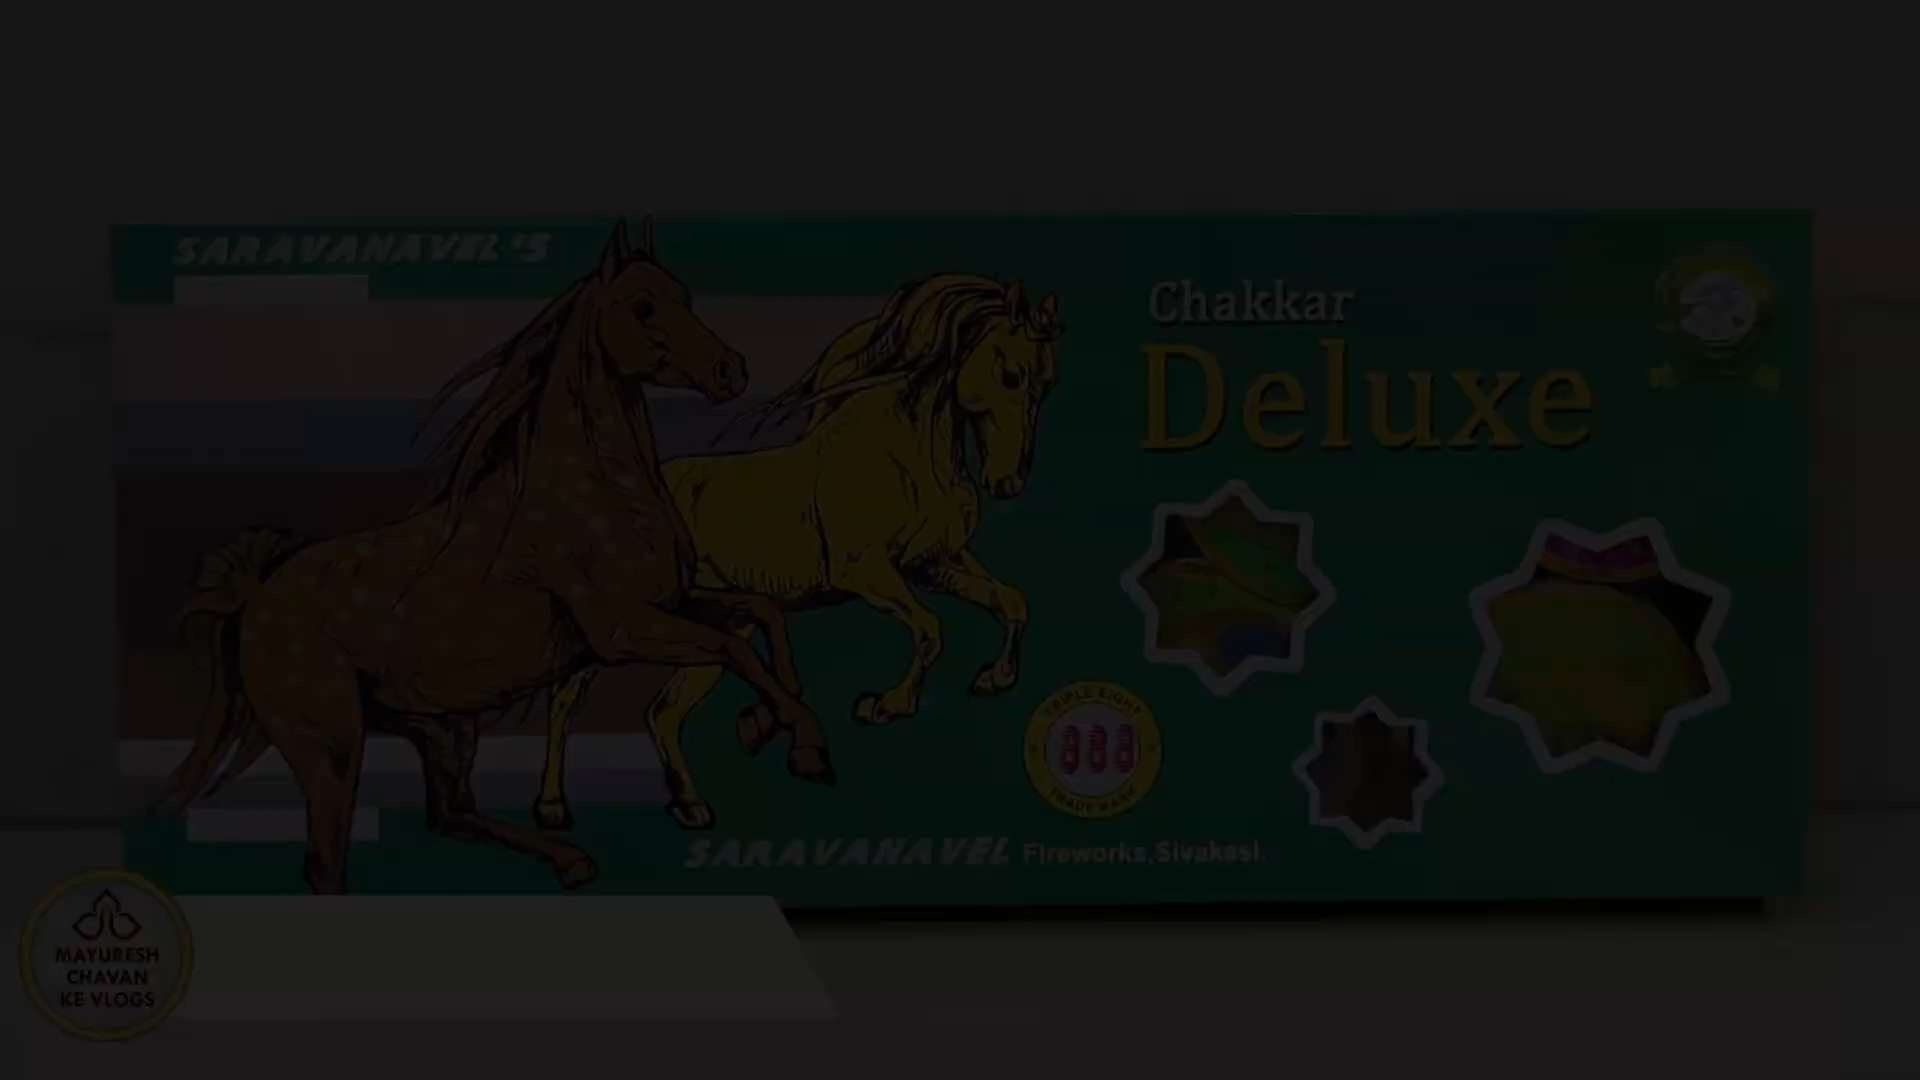 SARAVANAVEL'S
Chakkar
Deluxe
TRIPLE EIGHT
888
TRADE MARK
SARAVANAVEL Fireworks, Sivakasi.
MAYURESH
CHAVAN
KE VLOGS